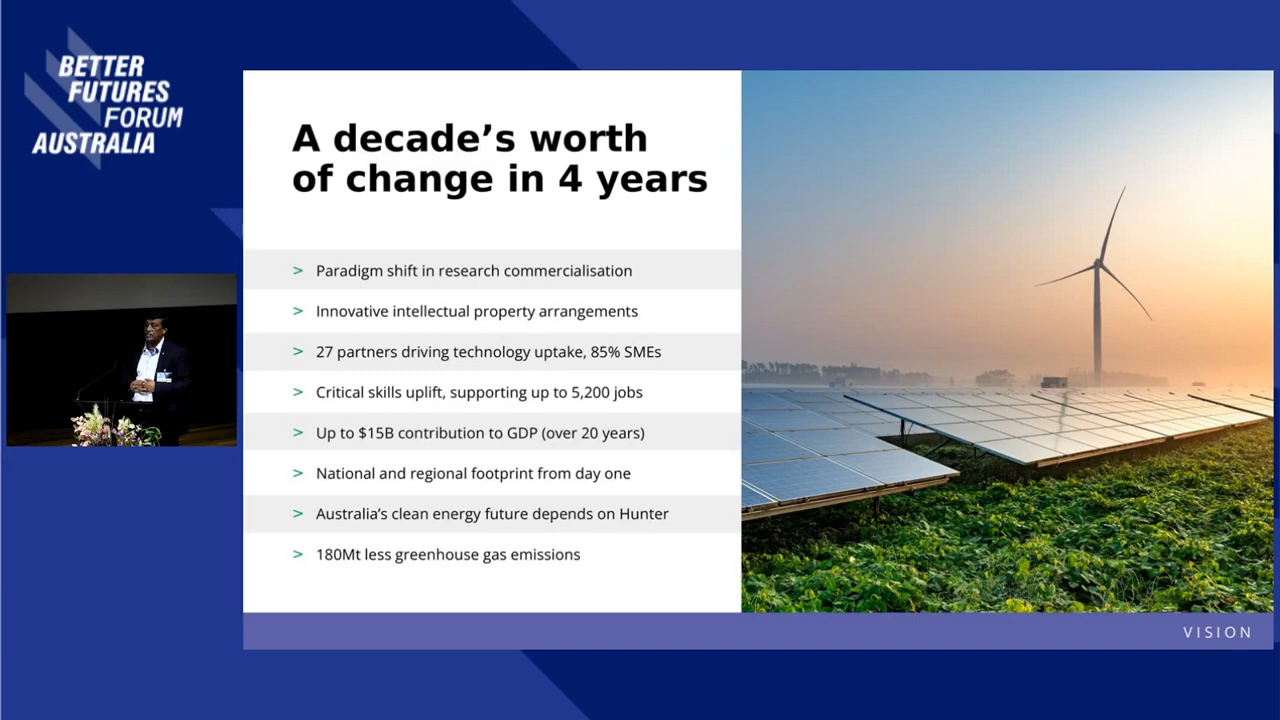 BETTER
FUTURES
FORUM
AUSTRALIA
A decade’s worth
of change in 4 years
> Paradigm shift in research commercialisation
> Innovative intellectual property arrangements
> 27 partners driving technology uptake, 85% SMEs
> Critical skills uplift, supporting up to 5,200 jobs
> Up to $15B contribution to GDP (over 20 years)
> National and regional footprint from day one
> Australia’s clean energy future depends on Hunter
> 180Mt less greenhouse gas emissions
VISION